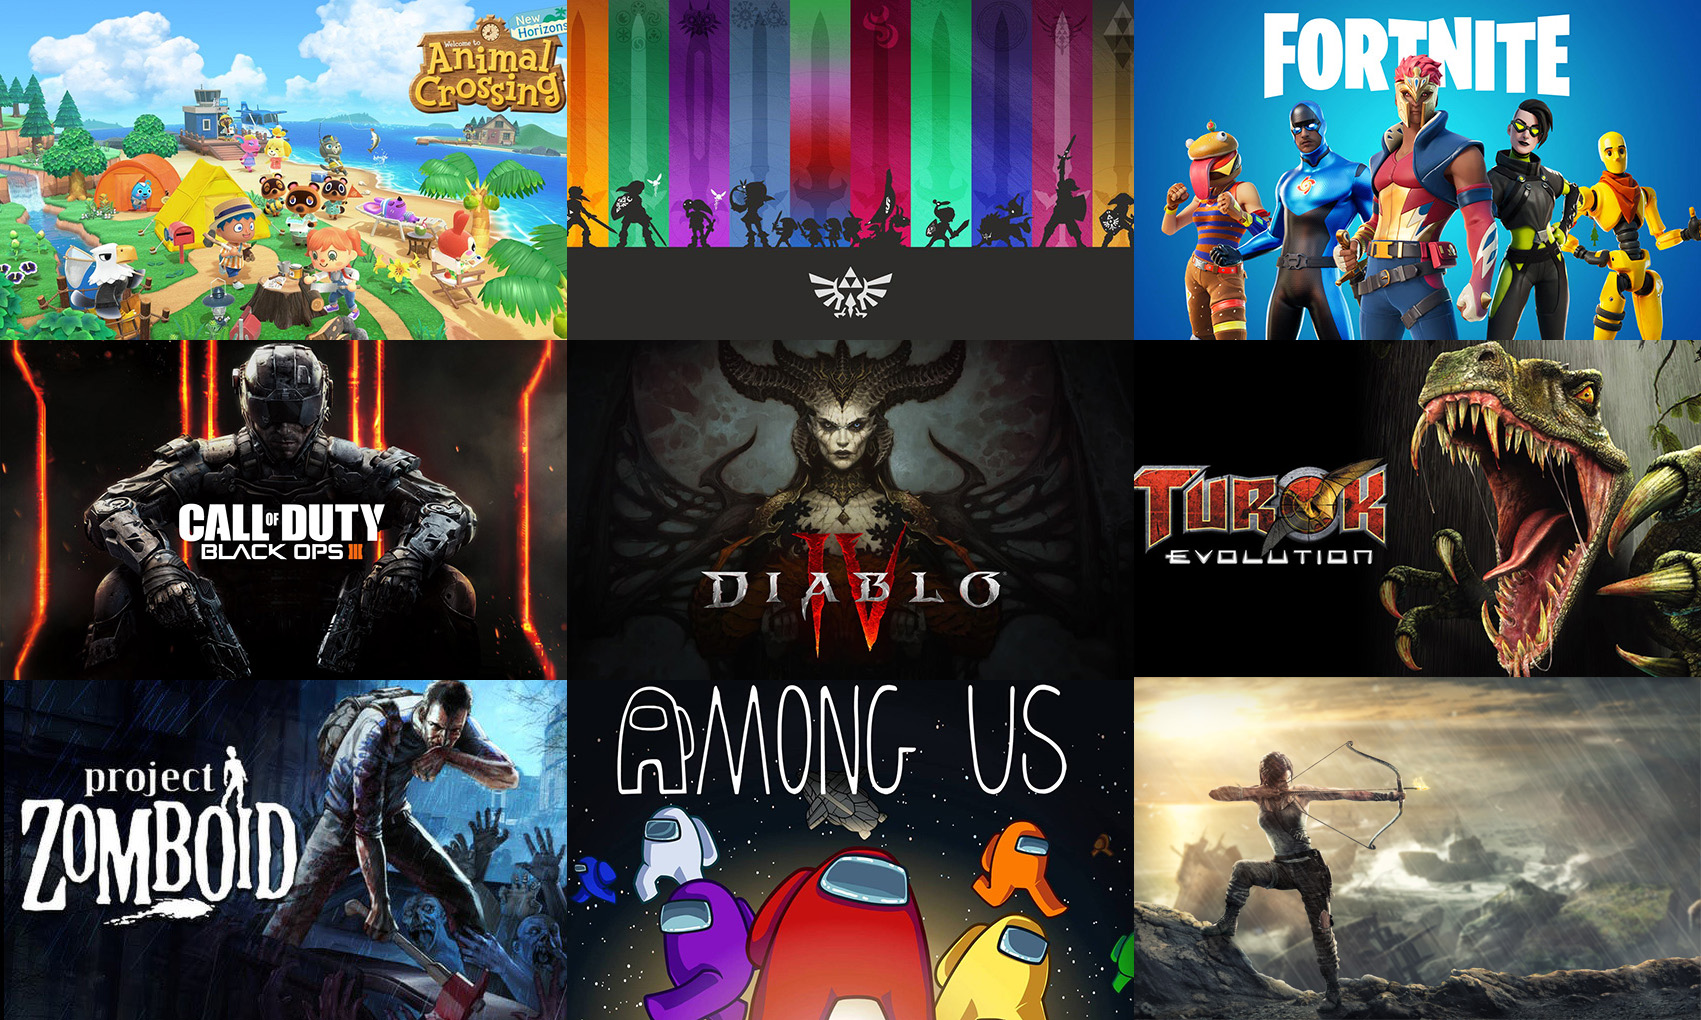 New
Horizons
Welcome to
Animal
Crossing
FORTNITE
CALL OF DUTY
BLACK OPS III
DIABLO
IV
TUROK
EVOLUTION
project
ZOMBOID
AMONG US